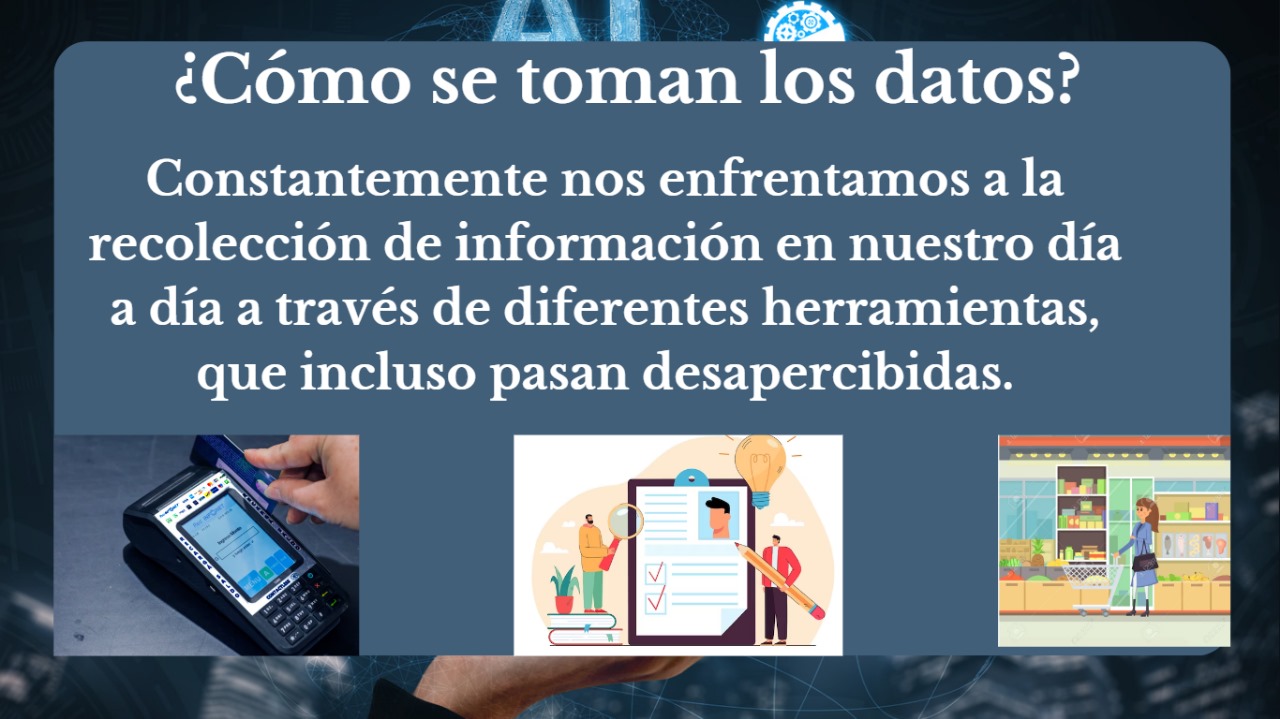 AI
¿Cómo se toman los datos?
Constantemente nos enfrentamos a la
recolección de información en nuestro día
a día a través de diferentes herramientas,
que incluso pasan desapercibidas.